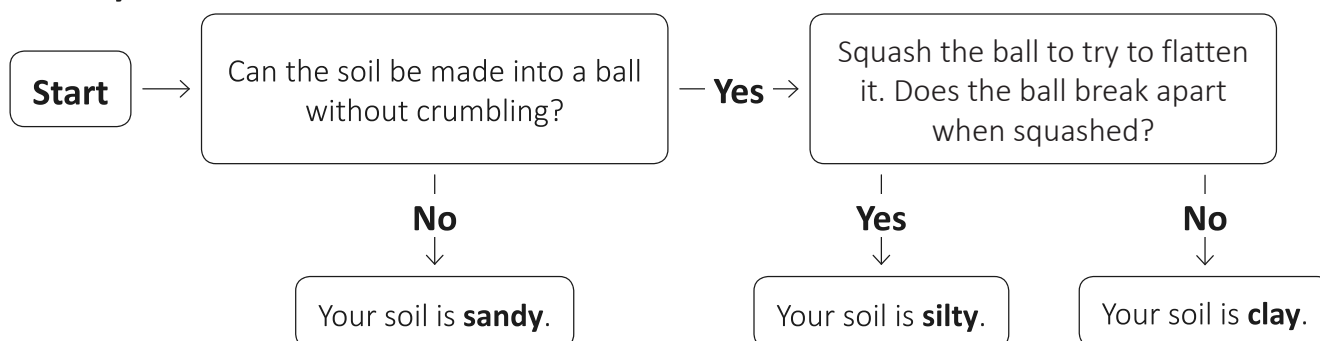 Start
Can the soil be made into a ball
without crumbling?
Yes
Squash the ball to try to flatten
it. Does the ball break apart
when squashed?
No
Yes
No
Your soil is sandy.
Your soil is silty.
Your soil is clay.